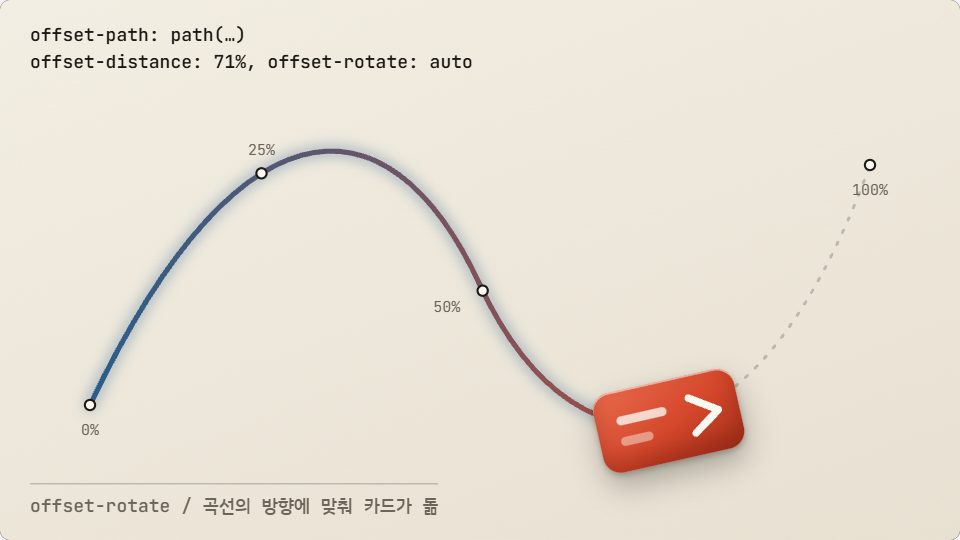 offset-path: path(…)
offset-distance: 71%, offset-rotate: auto
25%
100%
50%
0%
offset-rotate / 곡선의 방향에 맞춰 카드가 돎